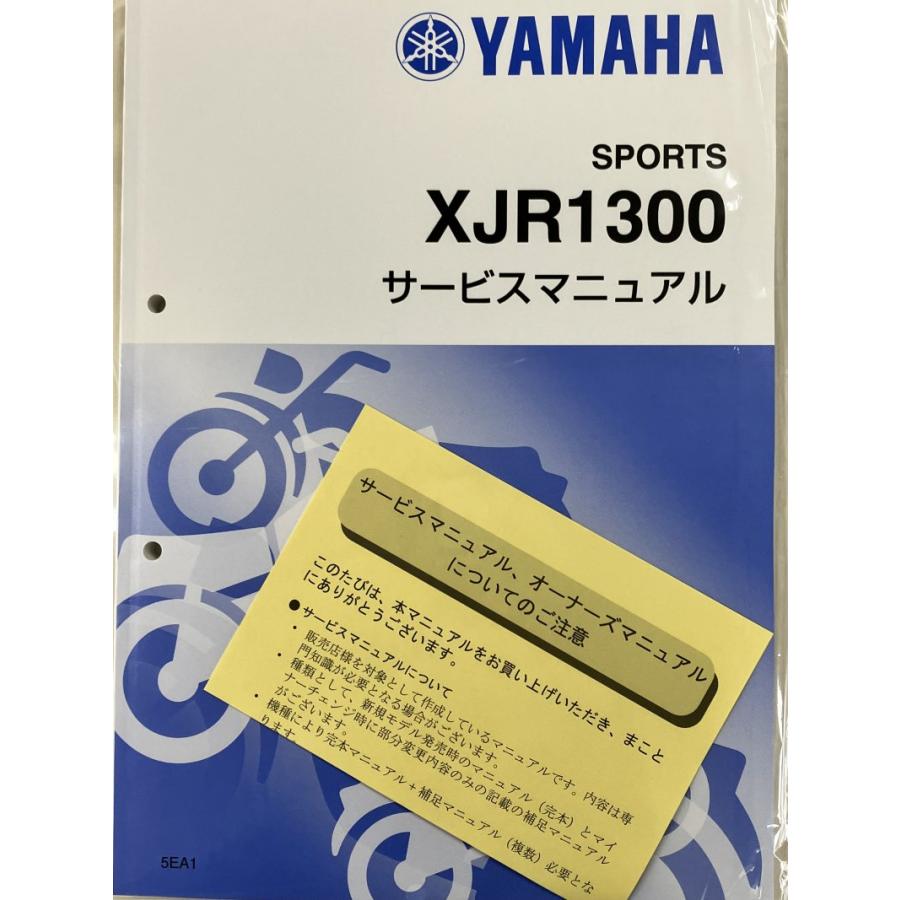 YAMAHA
SPORTS
XJR1300
サービスマニュアル
サービスマニュアル、オーナーズマニュアル
についてのご注意
このたびは、本マニュアルをお買い上げいただき、まこと
にありがとうございます。
●サービスマニュアルについて
・ 販売店様を対象として作成しているマニュアルです。内容は専
門知識が必要となる場合がございます。
・ 種類として、新規モデル発売時のマニュアル（完本）とマイ
ナーチェンジ時に部分変更内容のみの記載の補足マニュアル
がございます。
・ 機種により完本マニュアル+補足マニュアル（複数）必要とな
ります。
5EA1